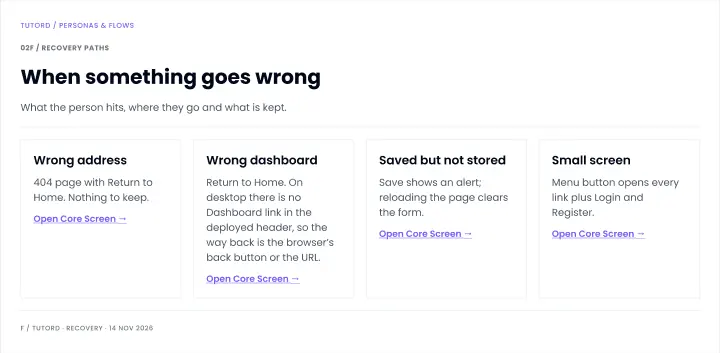 TUTORD / PERSONAS & FLOWS
02F / RECOVERY PATHS
When something goes wrong
What the person hits, where they go and what is kept.
Wrong address
404 page with Return to
Home. Nothing to keep.
Open Core Screen →
Wrong dashboard
Return to Home. On
desktop there is no
Dashboard link in the
deployed header, so the
way back is the browser's
back button or the URL.
Open Core Screen →
Saved but not stored
Save shows an alert;
reloading the page clears
the form.
Open Core Screen →
Small screen
Menu button opens every
link plus Login and
Register.
Open Core Screen →
F / TUTORD · RECOVERY · 14 NOV 2026